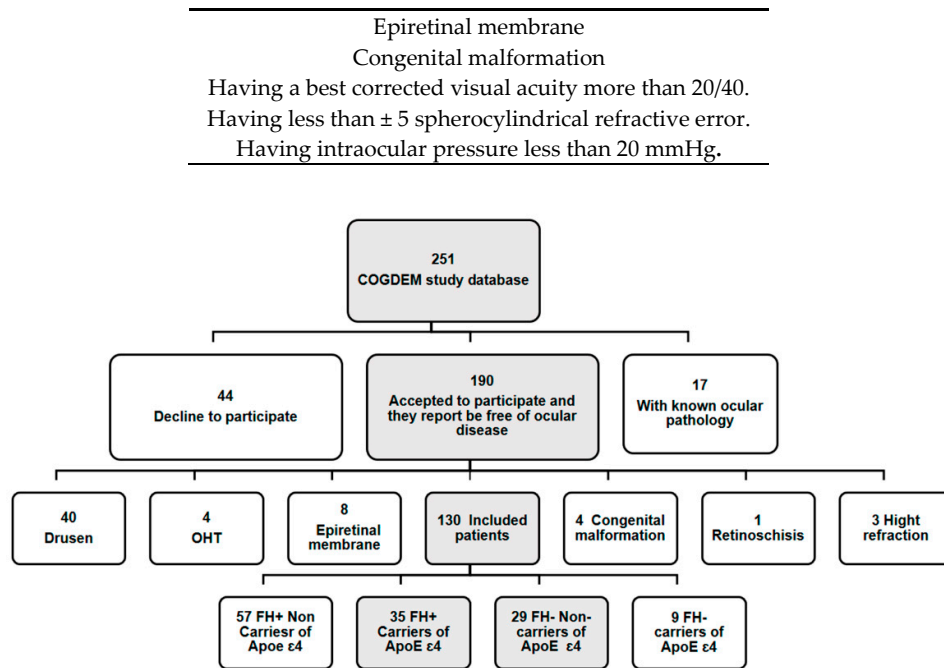 Epiretinal membrane
Congenital malformation
Having a best corrected visual acuity more than 20/40.
Having less than ± 5 spherocylindrical refractive error.
Having intraocular pressure less than 20 mmHg.
251
COGDEM study database
44
Decline to participate
190
Accepted to participate and
they report be free of ocular
disease
17
With known ocular
pathology
40
Drusen
4
OHT
8
Epiretinal
membrane
130 Included
patients
4 Congenital
malformation
1
Retinoschisis
3 Hight
refraction
57 FH+ Non
Carriesr of
Apoe ε4
35 FH+
Carriers of
ApoE ε4
29 FH- Non-
carriers of
ApoE ε4
9 FH-
carriers of
ApoE ε4